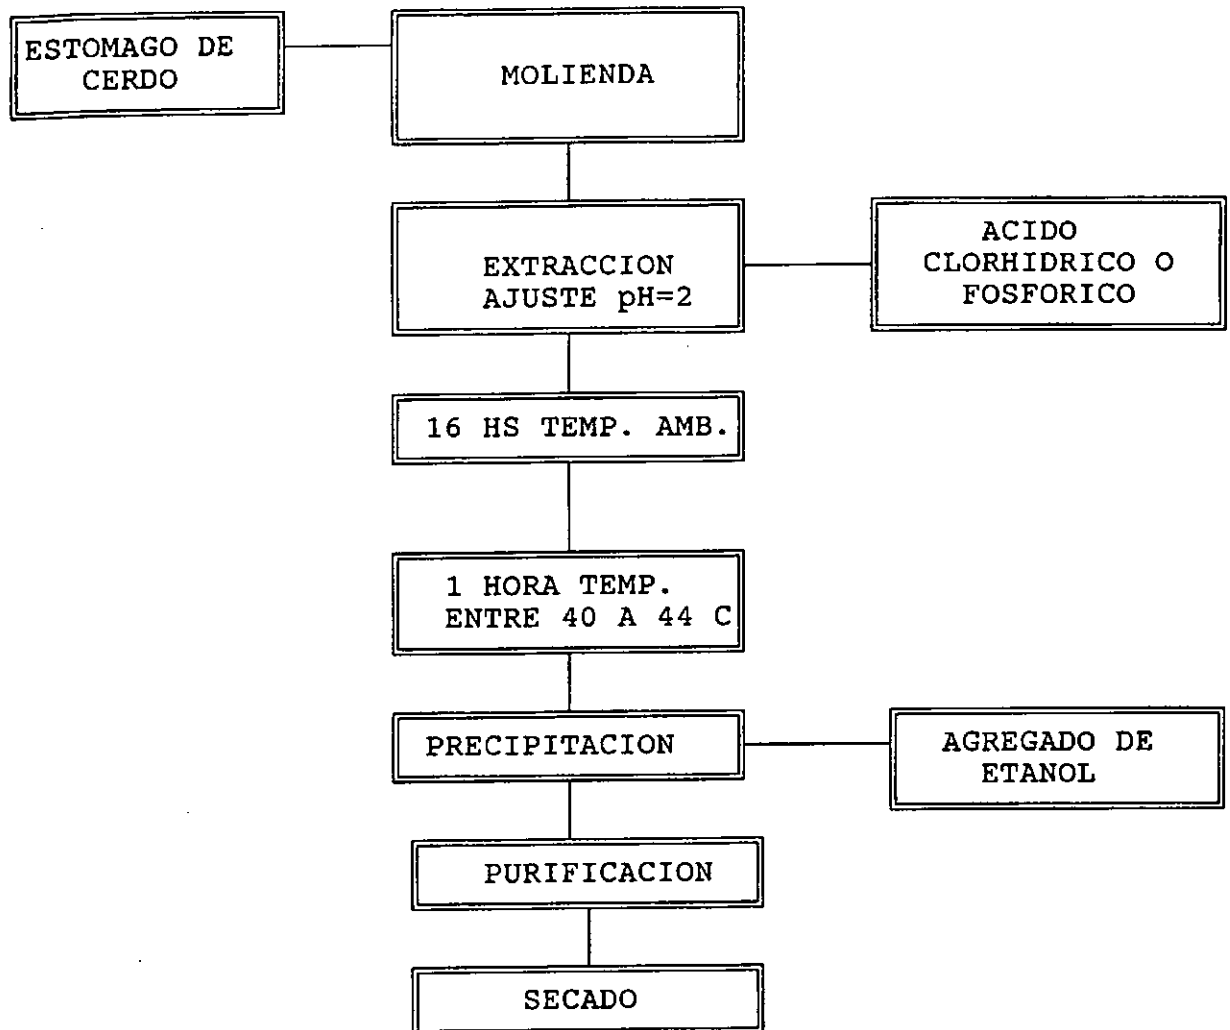 ESTOMAGO DE
CERDO
MOLIENDA
EXTRACCION
AJUSTE pH=2
ACIDO
CLORHIDRICO O
FOSFORICO
16 HS TEMP. AMB.
1 HORA TEMP.
ENTRE 40 A 44 C
PRECIPITACION
AGREGADO DE
ETANOL
PURIFICACION
SECADO